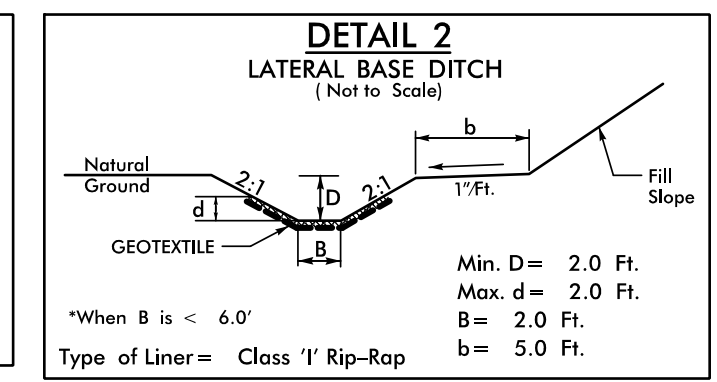 DETAIL 2
LATERAL BASE DITCH
( Not to Scale)
b
Natural
Ground
2:1
D
2:1
1"/Ft.
Fill
Slope
d
GEOTEXTILE
B
Min. D = 2.0 Ft.
Max. d = 2.0 Ft.
*When B is < 6.0'
B= 2.0 Ft.
b= 5.0 Ft.
Type of Liner = Class 'I' Rip-Rap